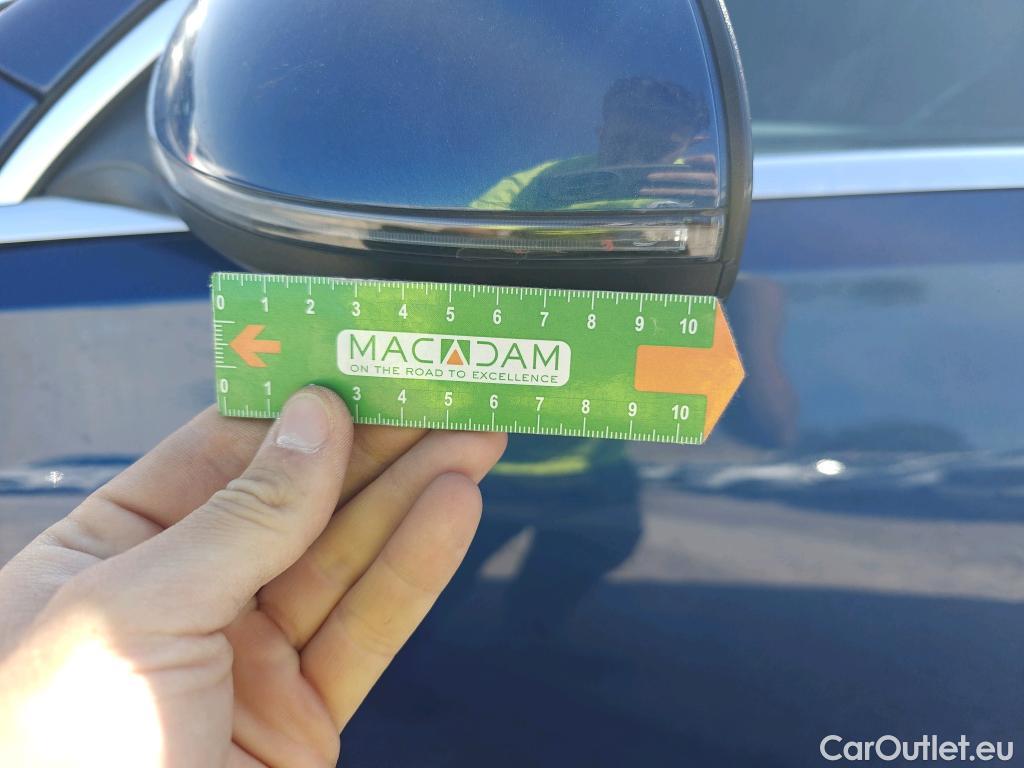 0 1 2 3 4 5 6 7 8 9 10
MACADAM
ON THE ROAD TO EXCELLENCE
0 1 3 4 5 6 7 8 9 10
CarOutlet.eu